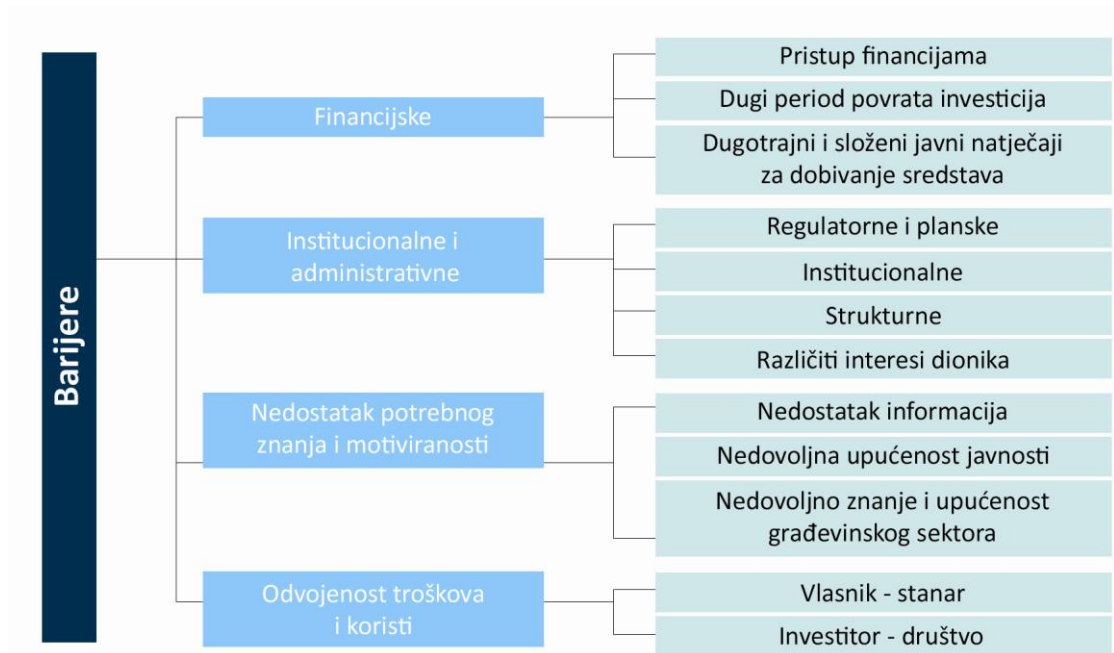 Barijere
Financijske
Pristup financijama
Dugi period povrata investicija
Dugotrajni i složeni javni natječaji
za dobivanje sredstava
Institucionalne i
administrativne
Regulatorne i planske
Institucionalne
Strukturne
Različiti interesi dionika
Nedostatak potrebnog
znanja i motiviranosti
Nedostatak informacija
Nedovoljna upućenost javnosti
Nedovoljno znanje i upućenost
građevinskog sektora
Odvojenost troškova
i koristi
Vlasnik - stanar
Investitor - društvo